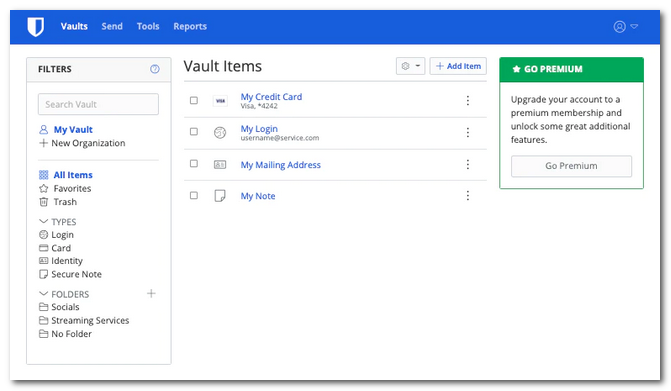 Vaults Send Tools Reports
FILTERS
Search Vault
My Vault
New Organization
All Items
Favorites
Trash
TYPES
Login
Card
Identity
Secure Note
FOLDERS
Socials
Streaming Services
No Folder
Vault Items
Add Item
VISA
My Credit Card
Visa, *4242
My Login
username@service.com
My Mailing Address
My Note
GO PREMIUM
Upgrade your account to a
premium membership and
unlock some great additional
features.
Go Premium